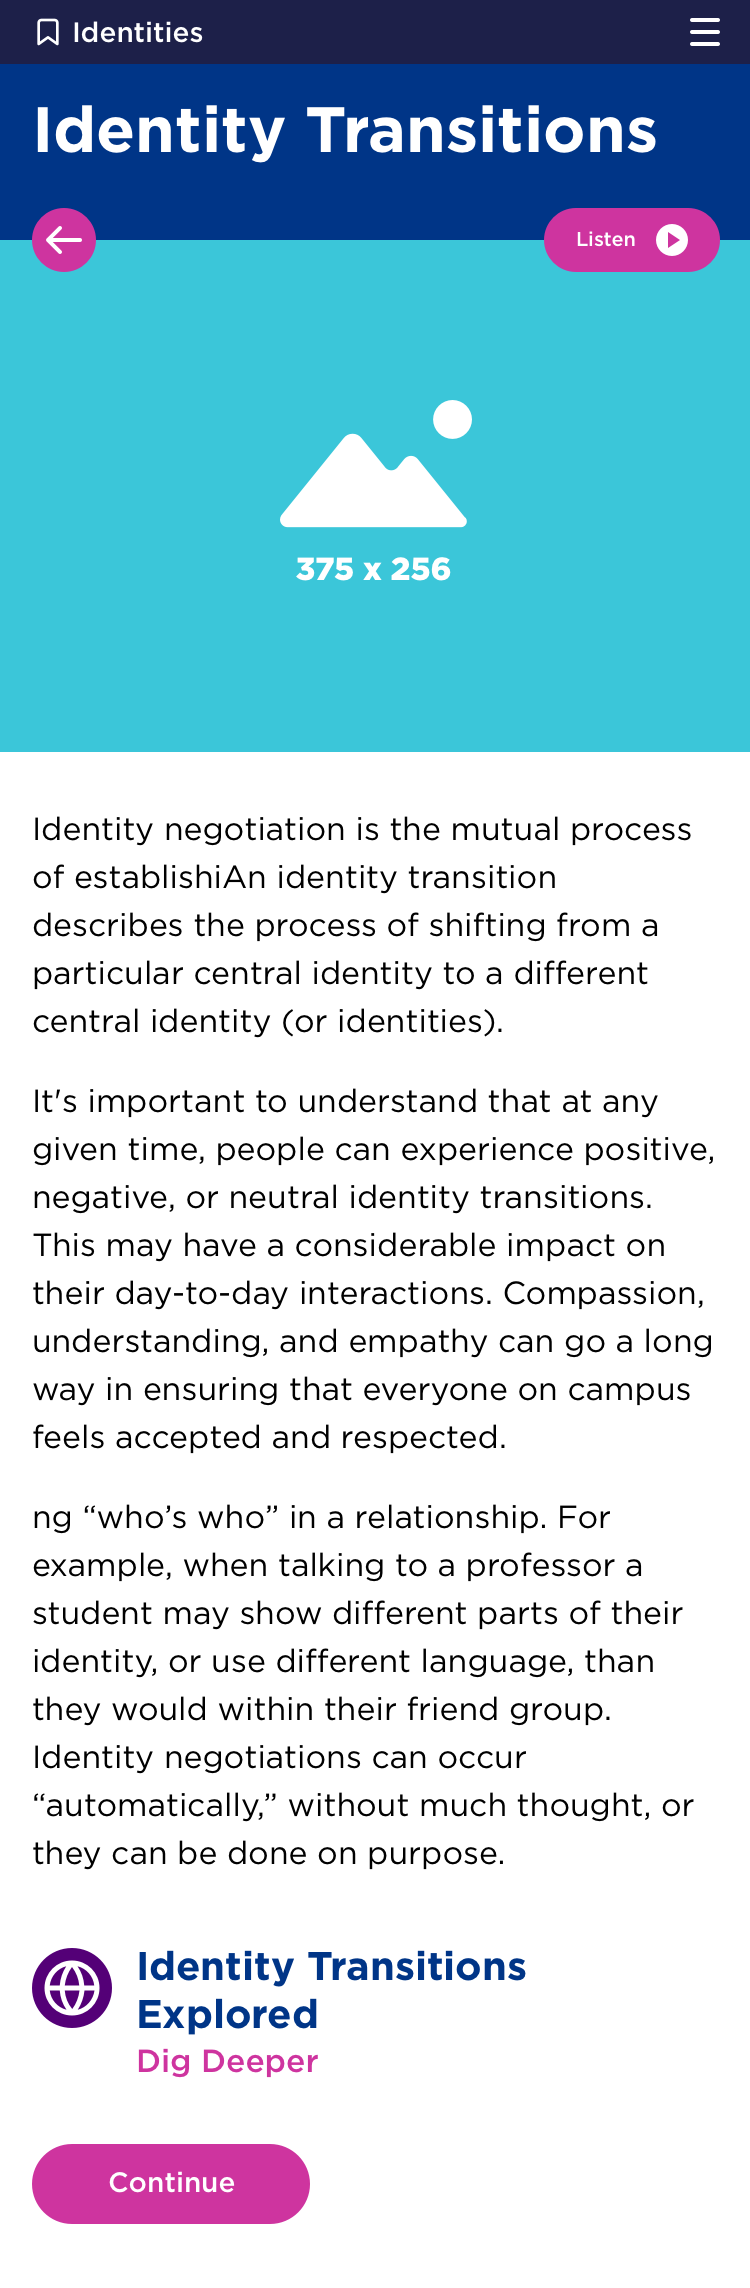 Identities
Identity Transitions
Listen
375 x 256
Identity negotiation is the mutual process
of establishiAn identity transition
describes the process of shifting from a
particular central identity to a different
central identity (or identities).
It's important to understand that at any
given time, people can experience positive,
negative, or neutral identity transitions.
This may have a considerable impact on
their day-to-day interactions. Compassion,
understanding, and empathy can go a long
way in ensuring that everyone on campus
feels accepted and respected.
ng “who’s who” in a relationship. For
example, when talking to a professor a
student may show different parts of their
identity, or use different language, than
they would within their friend group.
Identity negotiations can occur
“automatically,” without much thought, or
they can be done on purpose.
Identity Transitions
Explored
Dig Deeper
Continue